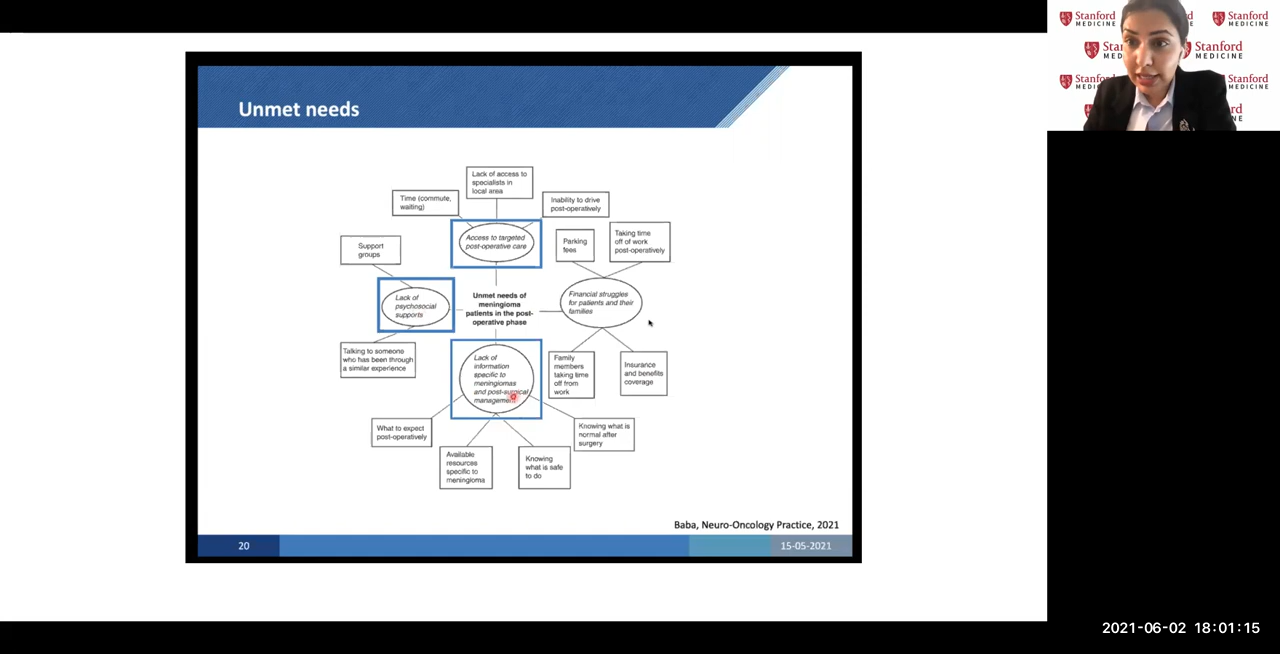 Unmet needs
Lack of access to
specialists in
local area
Time (commute,
waiting)
Inability to drive
post-operatively
Access to targeted
post-operative care
Support
groups
Parking
fees
Taking time
off of work
post-operatively
Lack of
psychosocial
supports
Unmet needs of
meningioma
patients in the post-
operative phase
Financial struggles
for patients and their
families
Talking to someone
who has been through
a similar experience
Lack of
information
specific to
meningiomas
and post-surgical
management
Family
members
taking time
off from
work
Insurance
and benefits
coverage
What to expect
post-operatively
Available
resources
specific to
meningioma
Knowing
what is safe
to do
Knowing what is
normal after
surgery
Baba, Neuro-Oncology Practice, 2021
20
15-05-2021
Stanford
MEDICINE
Stanford
MEDICINE
Stanford
MEDICINE
Stanford
MEDICINE
2021-06-02 18:01:15